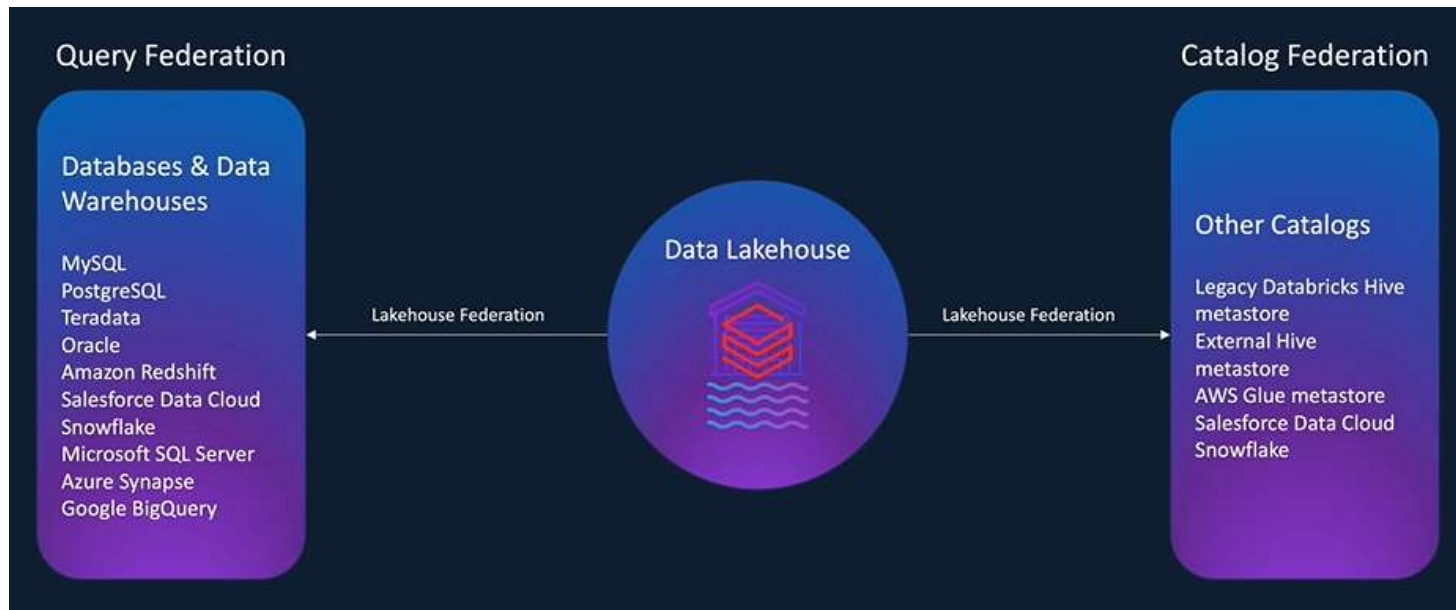 Query Federation
Databases & Data
Warehouses
MySQL
PostgreSQL
Teradata
Oracle
Amazon Redshift
Salesforce Data Cloud
Snowflake
Microsoft SQL Server
Azure Synapse
Google BigQuery
Lakehouse Federation
Data Lakehouse
Lakehouse Federation
Catalog Federation
Other Catalogs
Legacy Databricks Hive
metastore
External Hive
metastore
AWS Glue metastore
Salesforce Data Cloud
Snowflake